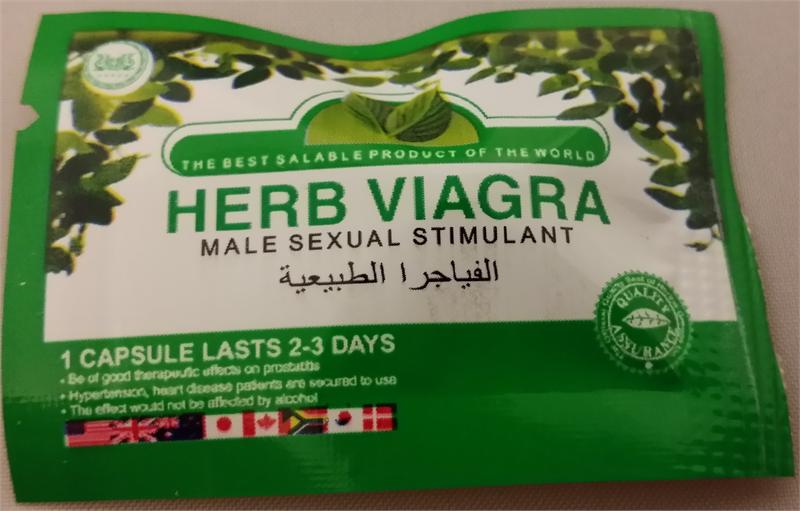 THE BEST SALABLE PRODUCT OF THE WORLD
HERB VIAGRA
MALE SEXUAL STIMULANT
الفياجرا الطبيعية
QUALITY
ASSURANCE
1 CAPSULE LASTS 2-3 DAYS
• Be of good therapeutic effects on prostatitis
• Hypertension, heart disease patients are secured to use
• The effect would not be affected by alcohol